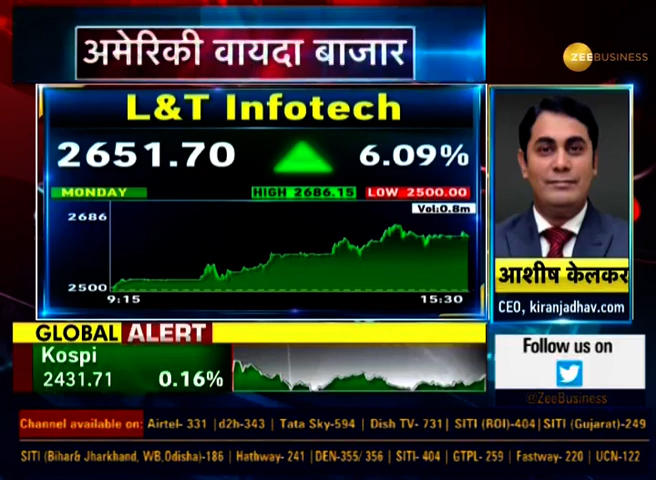 अमेरिकी वायदा बाजार
ZEEBUSINESS
L&T Infotech
2651.70 6.09%
MONDAY HIGH 2686.15 LOW 2500.00
Vol:0.8m
2686
2500
9:15 15:30
आशीष केलकर
CEO, kiranjadhav.com
GLOBAL ALERT
Kospi
2431.71 0.16%
Follow us on
@ZeeBusiness
Channel available on: Airtel- 331 |d2h-343 | Tata Sky-594 | Dish TV- 731| SITI (ROI)-404| SITI (Gujarat)-249
SITI (Bihar& Jharkhand, WB,Odisha)-186 | Hathway- 241 |DEN-355/ 356 | SITI- 404 | GTPL- 259 | Fastway- 220 | UCN-122